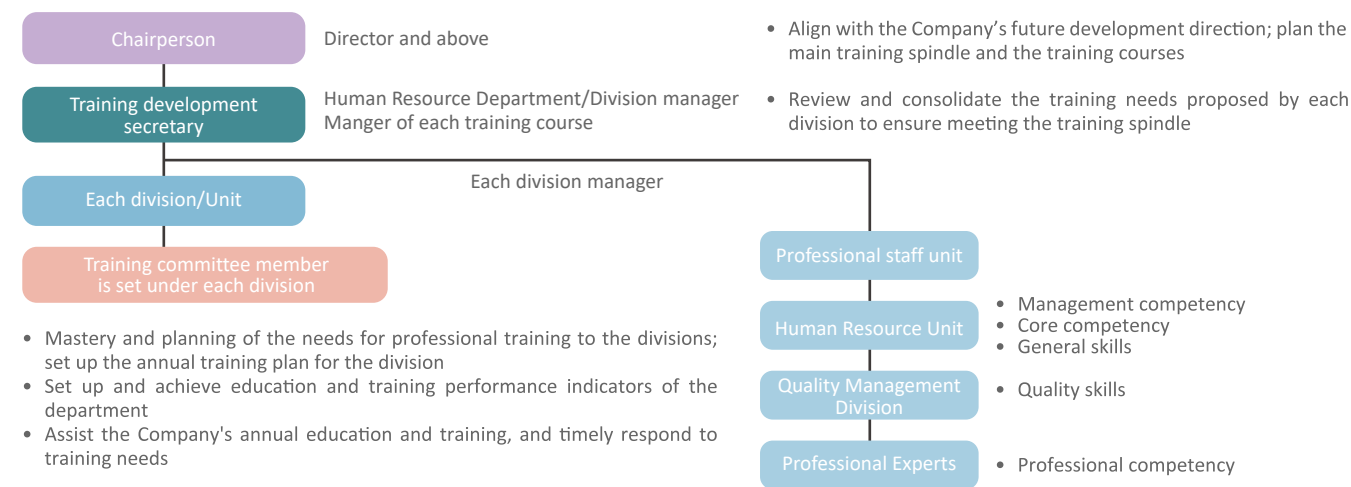 Chairperson
Director and above
• Align with the Company’s future development direction; plan the
main training spindle and the training courses
Training development
secretary
Human Resource Department/Division manager
Manger of each training course
• Review and consolidate the training needs proposed by each
division to ensure meeting the training spindle
Each division/Unit
Each division manager
Training committee member
is set under each division
• Mastery and planning of the needs for professional training to the divisions;
set up the annual training plan for the division
• Set up and achieve education and training performance indicators of the
department
• Assist the Company's annual education and training, and timely respond to
training needs
Professional staff unit
Human Resource Unit
• Management competency
• Core competency
• General skills
Quality Management
Division
• Quality skills
Professional Experts
• Professional competency